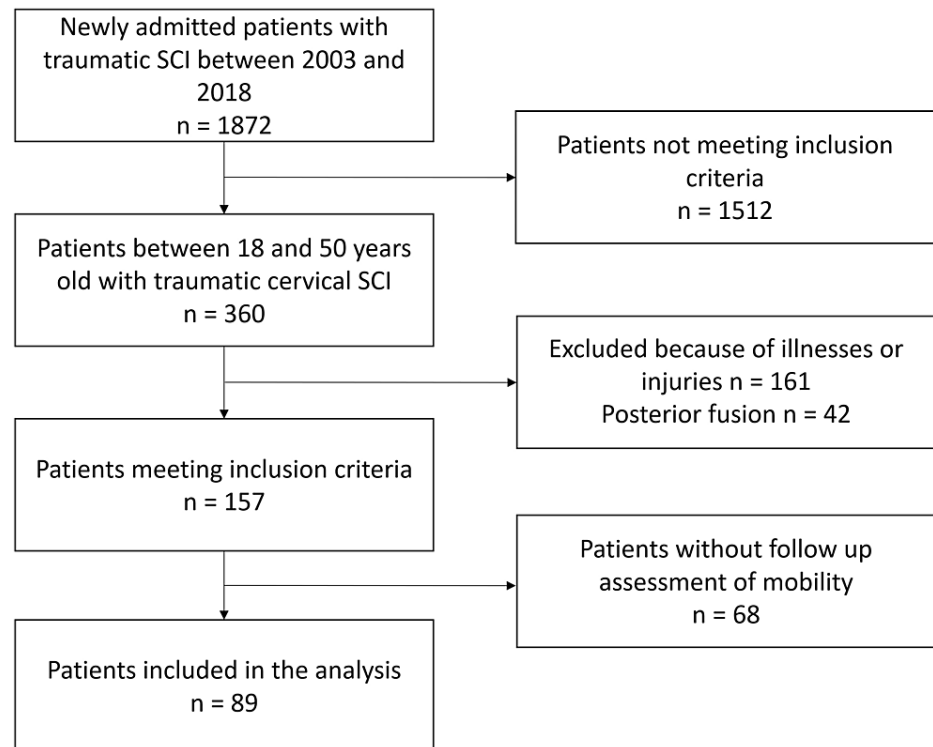 Newly admitted patients with
traumatic SCI between 2003 and
2018
n = 1872
Patients not meeting inclusion
criteria
n = 1512
Patients between 18 and 50 years
old with traumatic cervical SCI
n = 360
Excluded because of illnesses or
injuries n = 161
Posterior fusion n = 42
Patients meeting inclusion criteria
n = 157
Patients without follow up
assessment of mobility
n = 68
Patients included in the analysis
n = 89